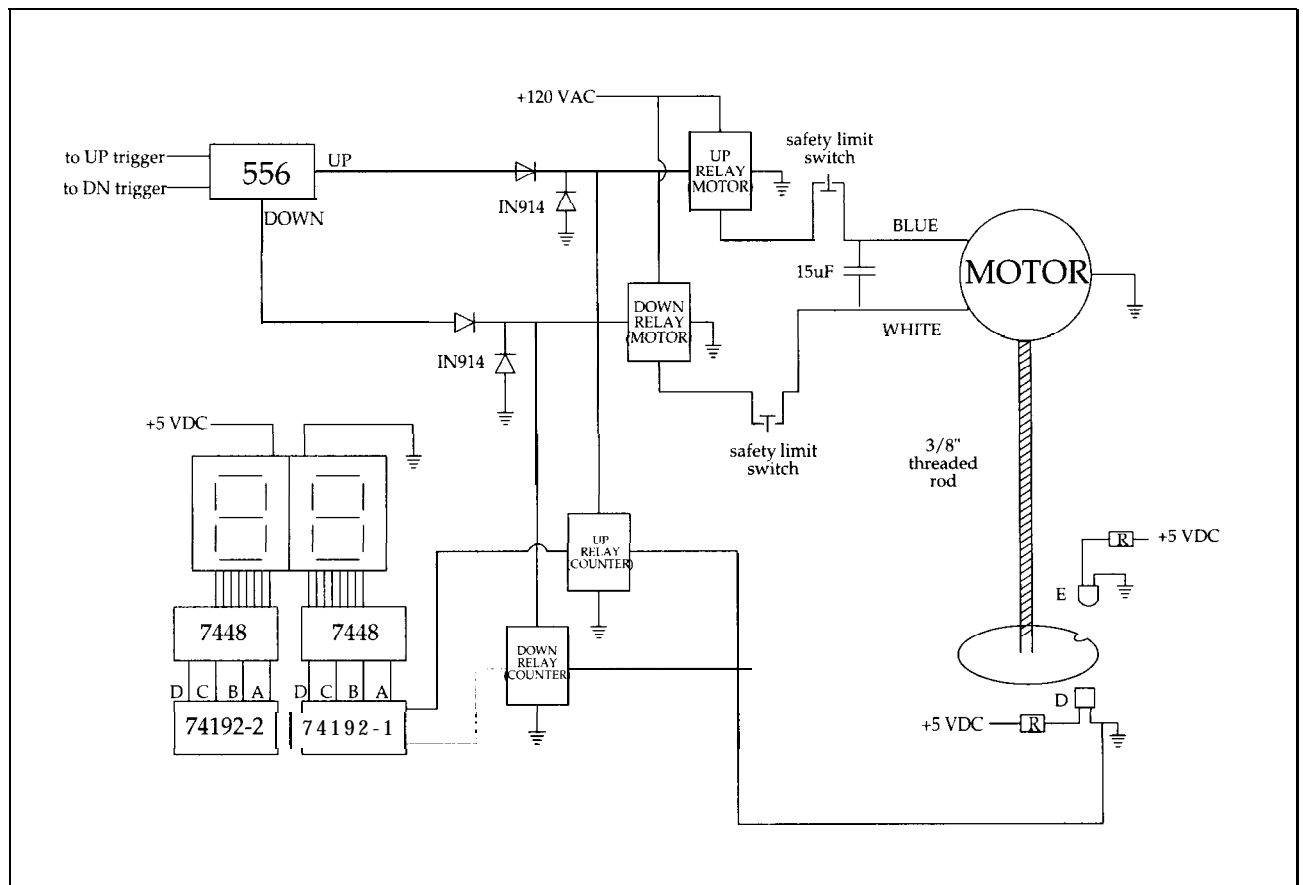 +120 VAC
to UP trigger
to DN trigger
556
UP
DOWN
IN914
UP
RELAY
(MOTOR)
safety limit
switch
BLUE
15uF
MOTOR
WHITE
DOWN
RELAY
(MOTOR)
IN914
safety limit
switch
+5 VDC
3/8"
threaded
rod
UP
RELAY
(COUNTER)
R
+5 VDC
E
7448
7448
DOWN
RELAY
(COUNTER)
D C B A
D C B A
74192-2
74192-1
D
+5 VDC
R